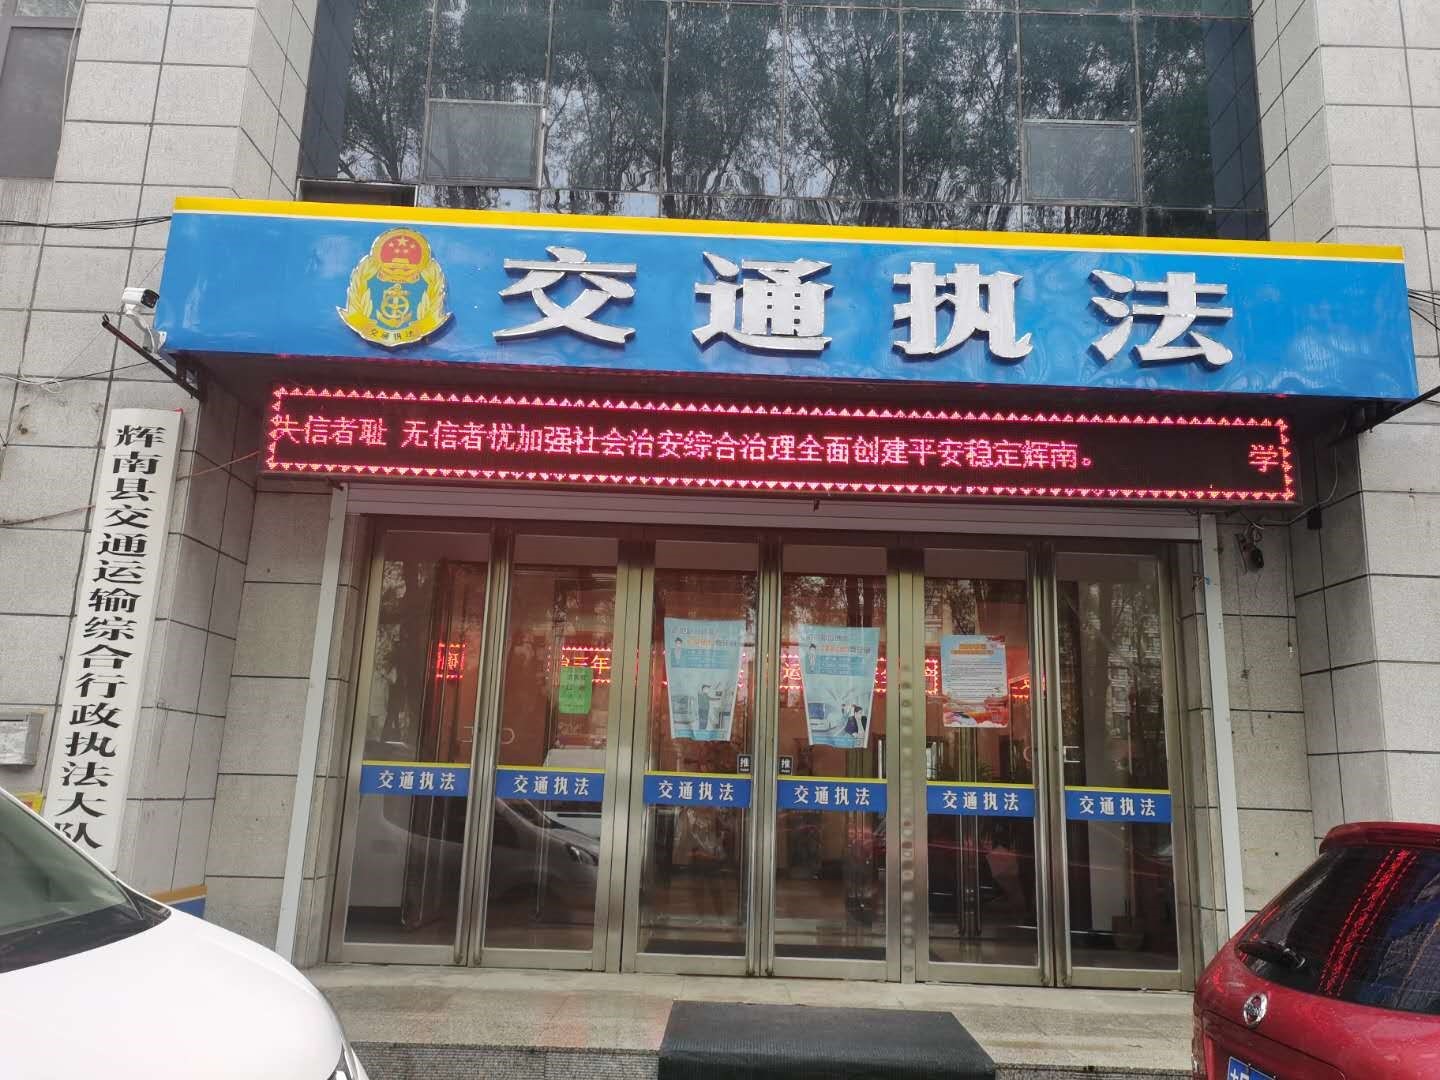 交通执法
交通执法
失信者耻 无信者忧加强社会治安综合治理全面创建平安稳定辉南。 学
辉南县交通运输综合行政执法大队
三年
运
推
推
交通执法
交通执法
交通执法
交通执法
交通执法
交通执法